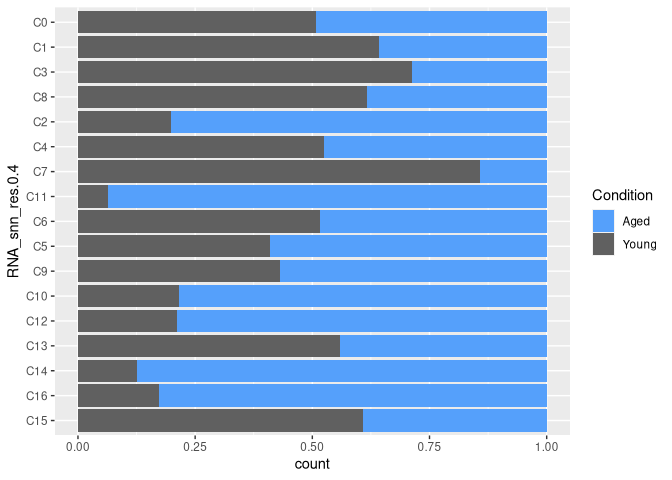 RNA_snn_res.0.4
C0
C1
C3
C8
C2
C4
C7
C11
C6
C5
C9
C10
C12
C13
C14
C16
C15
0.00 0.25 0.50 0.75 1.00
count
Condition
Aged
Young